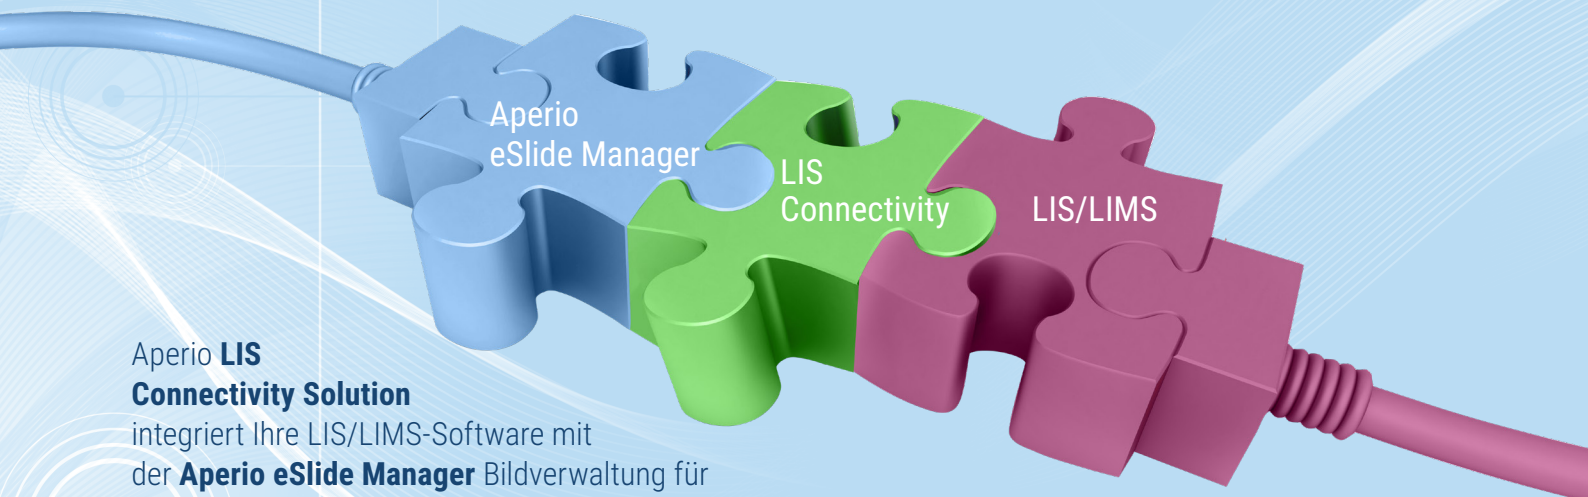 Aperio
eSlide Manager
LIS
Connectivity
LIS/LIMS
Aperio LIS
Connectivity Solution
integriert Ihre LIS/LIMS-Software mit
der Aperio eSlide Manager Bildverwaltung für